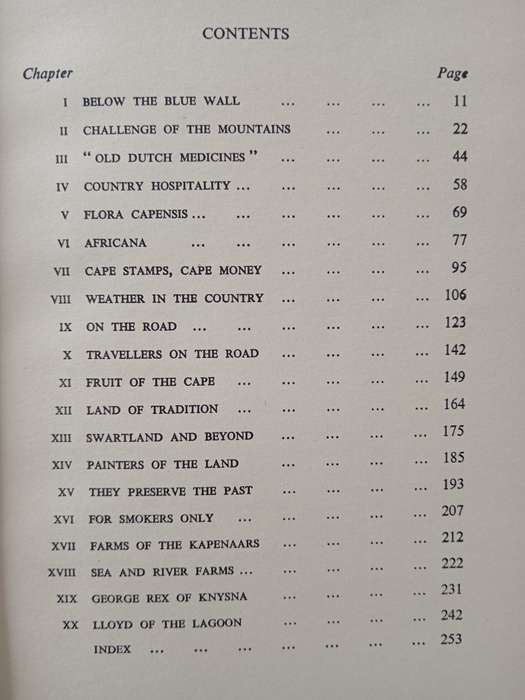 CONTENTS
Chapter Page
I BELOW THE BLUE WALL ... ... ... ... 11
II CHALLENGE OF THE MOUNTAINS ... ... ... 22
III “ OLD DUTCH MEDICINES ” ... ... ... ... 44
IV COUNTRY HOSPITALITY ... ... ... ... ... 58
V FLORA CAPENSIS ... ... ... ... ... ... 69
VI AFRICANA ... ... ... ... ... ... 77
VII CAPE STAMPS, CAPE MONEY ... ... ... ... 95
VIII WEATHER IN THE COUNTRY ... ... ... ... 106
IX ON THE ROAD ... ... ... ... ... ... 123
X TRAVELLERS ON THE ROAD ... ... ... ... 142
XI FRUIT OF THE CAPE ... ... ... ... ... 149
XII LAND OF TRADITION ... ... ... ... ... 164
XIII SWARTLAND AND BEYOND ... ... ... ... 175
XIV PAINTERS OF THE LAND ... ... ... ... 185
XV THEY PRESERVE THE PAST ... ... ... ... 193
XVI FOR SMOKERS ONLY ... ... ... ... ... 207
XVII FARMS OF THE KAPENAARS ... ... ... ... 212
XVIII SEA AND RIVER FARMS ... ... ... ... ... 222
XIX GEORGE REX OF KNYSNA ... ... ... ... 231
XX LLOYD OF THE LAGOON ... ... ... ... 242
INDEX ... ... ... ... ... ... ... 253